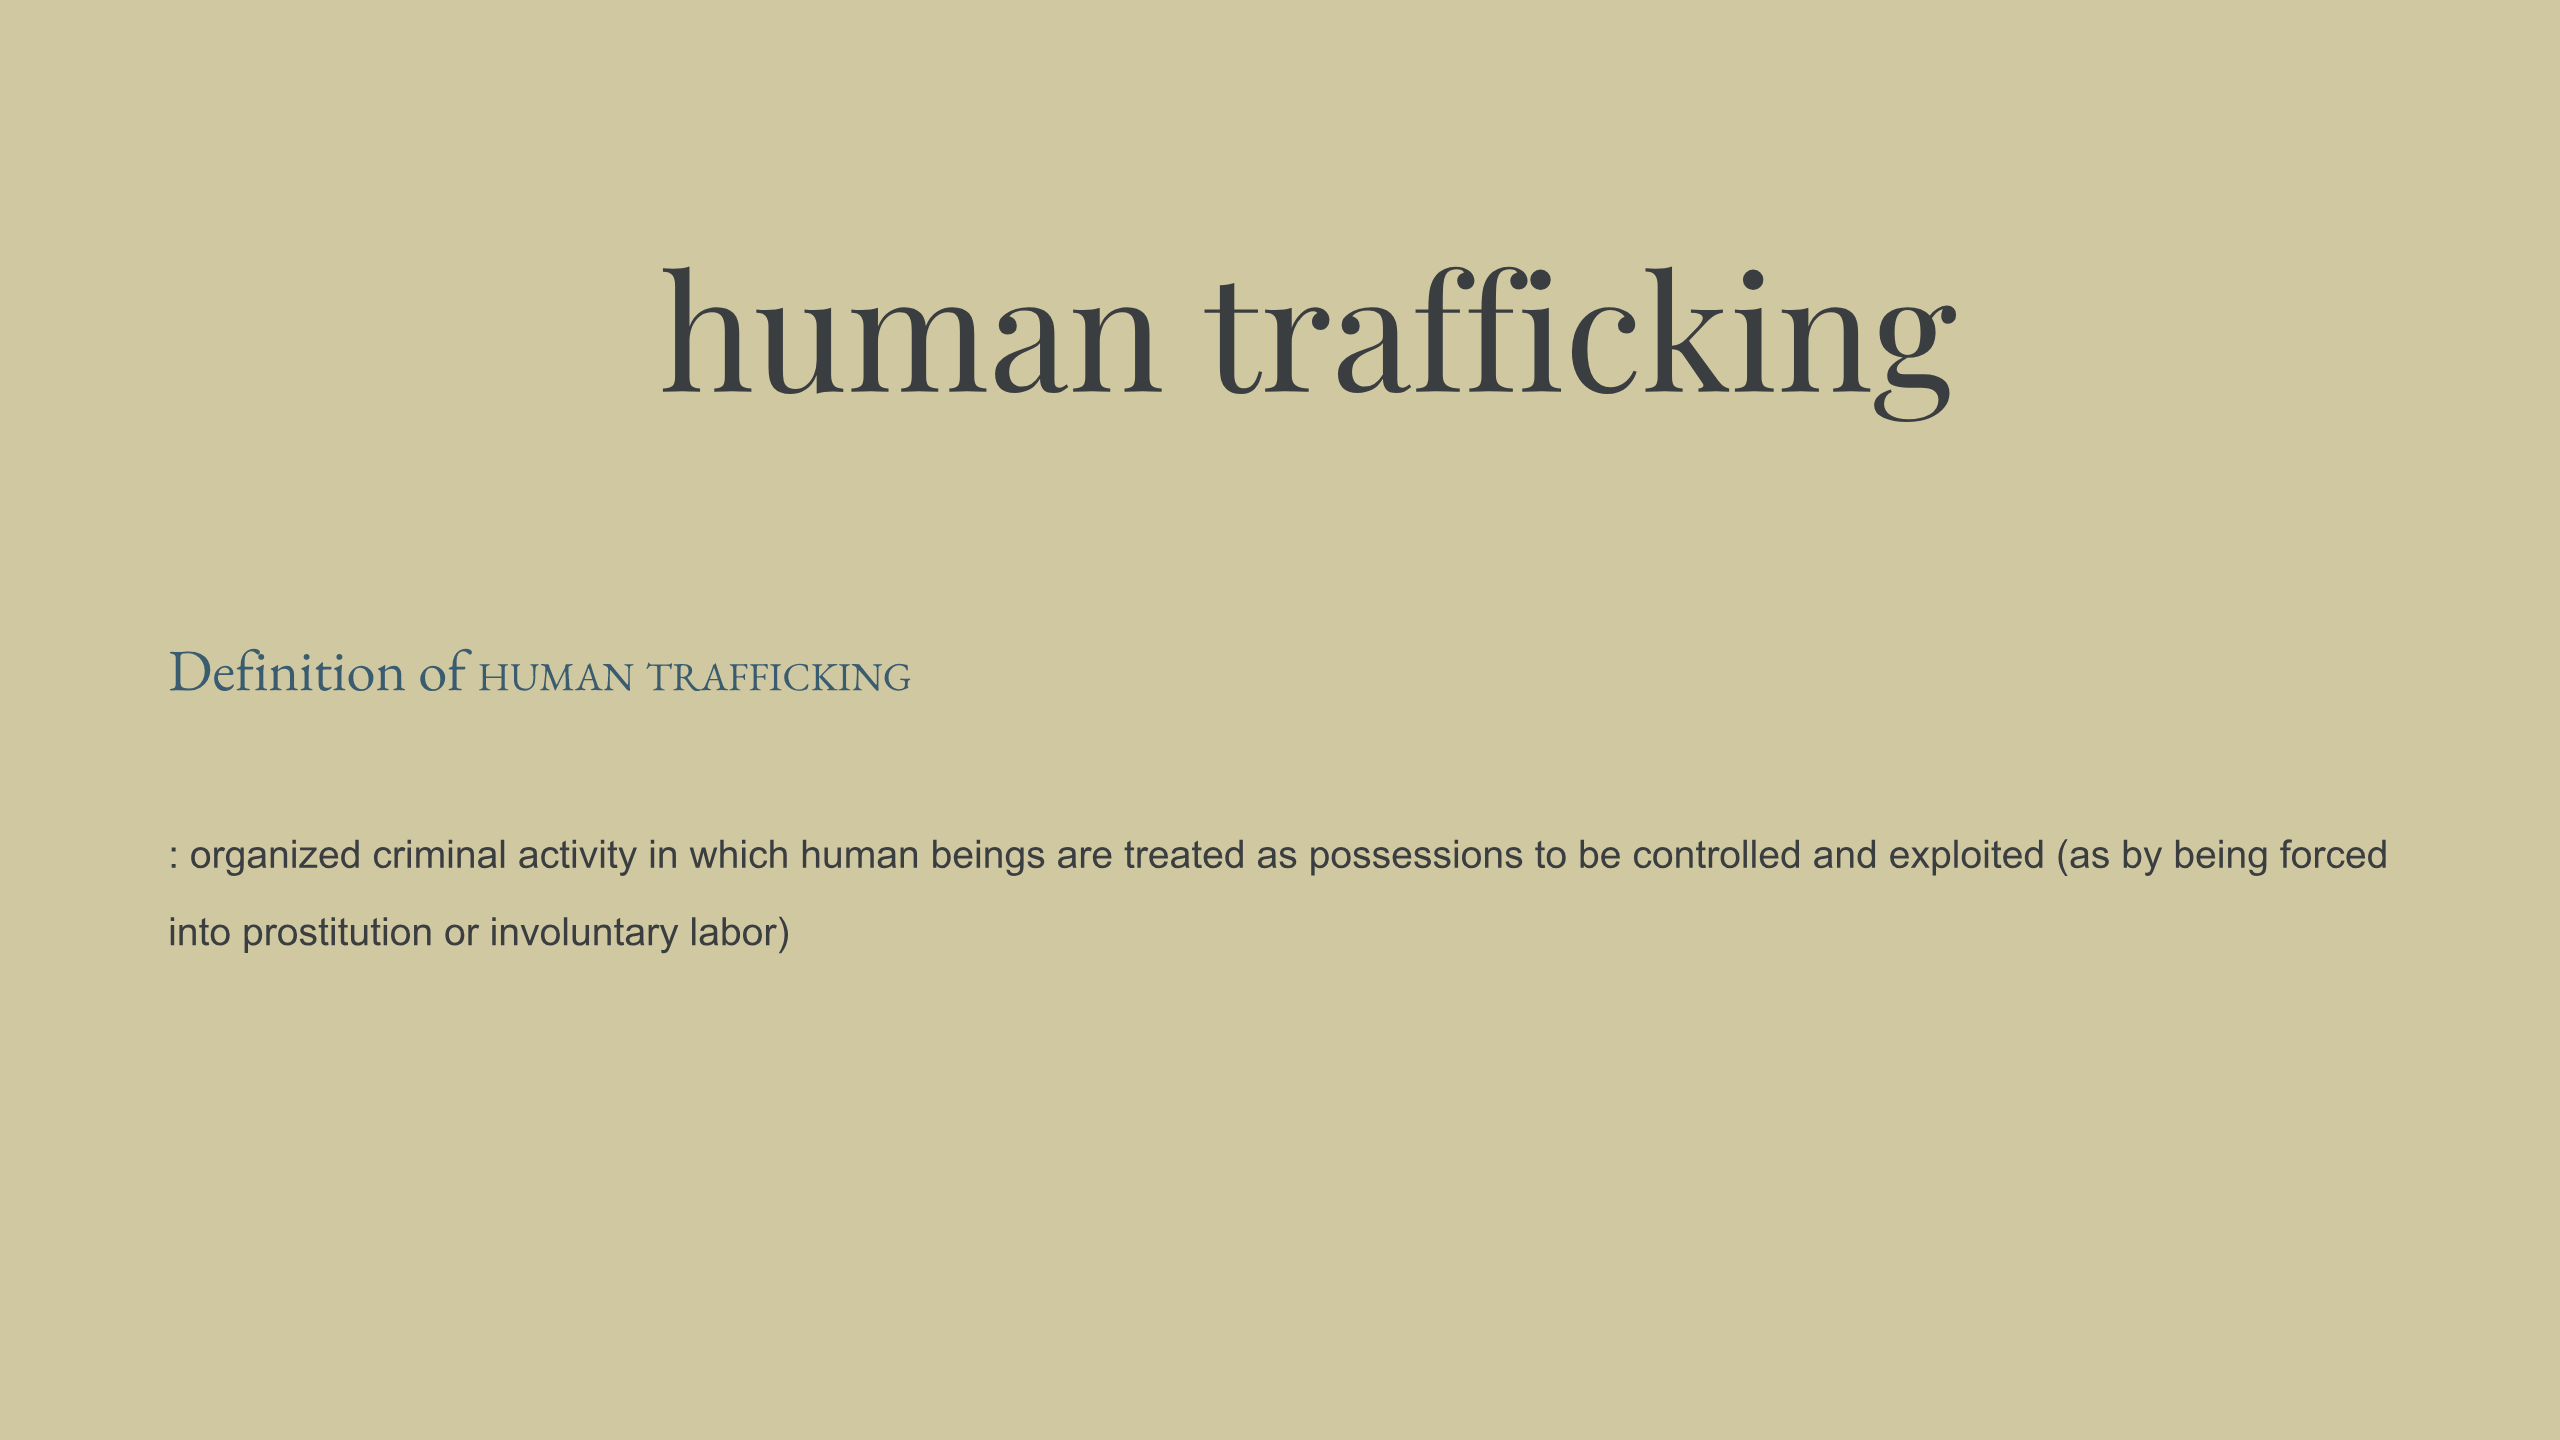 human trafficking
Definition of HUMAN TRAFFICKING
: organized criminal activity in which human beings are treated as possessions to be controlled and exploited (as by being forced
into prostitution or involuntary labor)